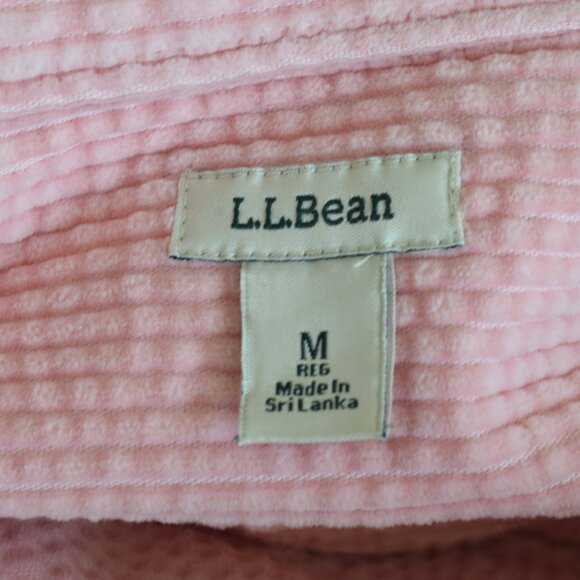 L.L.Bean
M
REG
Made In
Sri Lanka